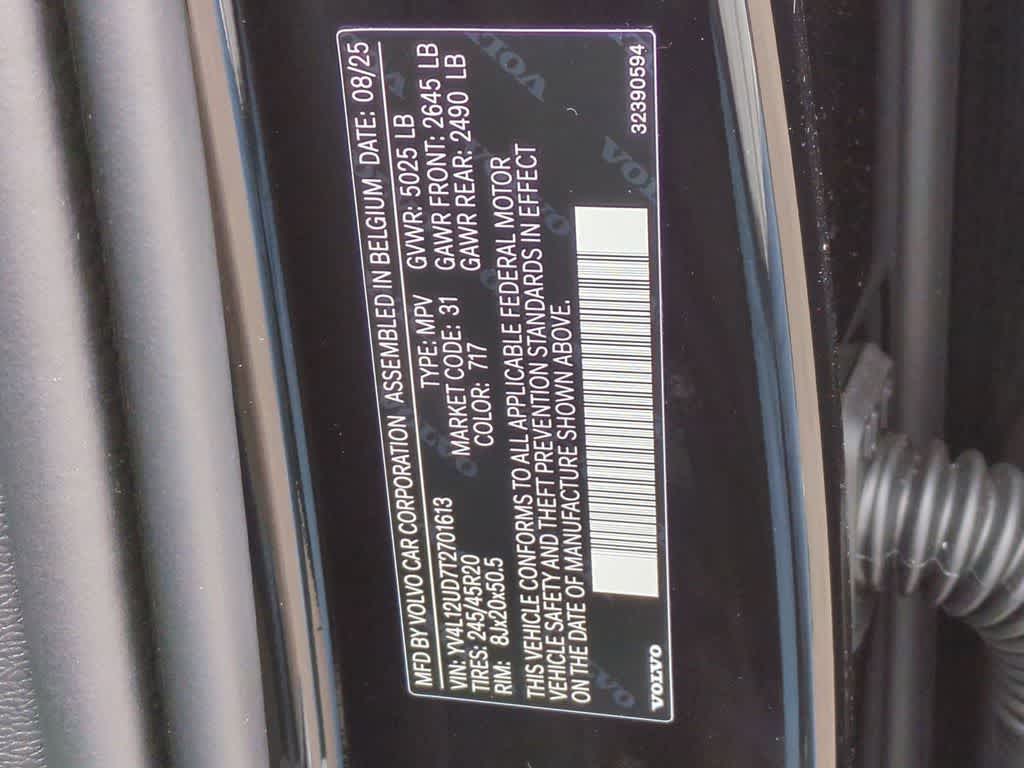 MFD BY VOLVO CAR CORPORATION ASSEMBLED IN BELGIUM DATE: 08/25
VIN: YV4L12UD7T2701613 TYPE: MPV GVWR: 5025 LB
TIRES: 245/45R20 MARKET CODE: 31 GAWR FRONT: 2645 LB
RIM: 8Jx20x50.5 COLOR: 717 GAWR REAR: 2490 LB
THIS VEHICLE CONFORMS TO ALL APPLICABLE FEDERAL MOTOR
VEHICLE SAFETY AND THEFT PREVENTION STANDARDS IN EFFECT
ON THE DATE OF MANUFACTURE SHOWN ABOVE.
VOLVO 32390594